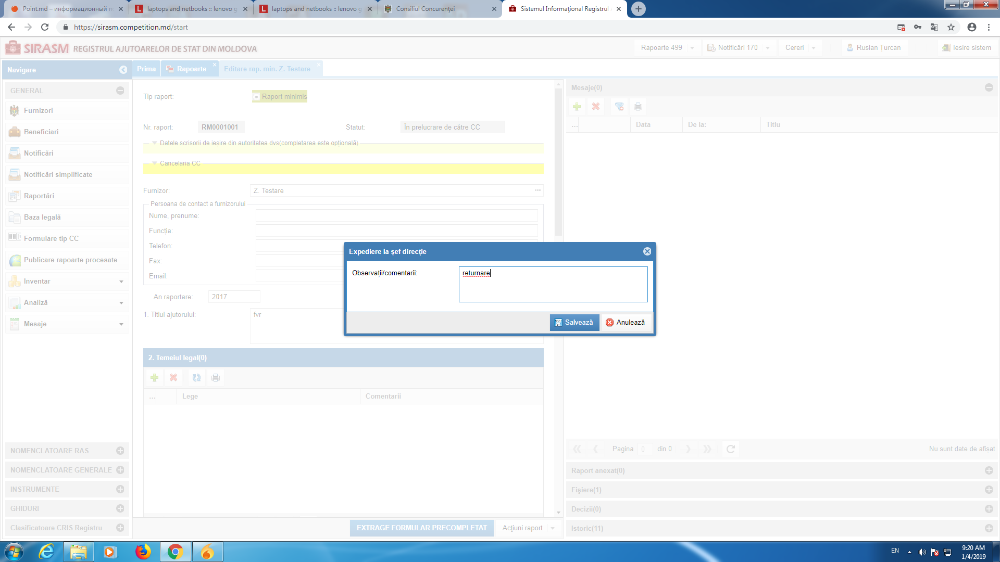 Point.md – информационный п
laptops and netbooks :: lenovo g
laptops and netbooks :: lenovo g
Consiliul Concurenţei
Sistemul Informaţional Registrul
https://sirasm.competition.md/start
SIRASM REGISTRUL AJUTOARELOR DE STAT DIN MOLDOVA
Rapoarte 499
Notificări 170
Cereri
Ruslan Țurcan
Iesire sistem
Navigare
Prima
Rapoarte
Editare rap. min. Z. Testare
GENERAL
Furnizori
Beneficiari
Notificări
Notificări simplificate
Raportări
Baza legală
Formulare tip CC
Publicare rapoarte procesate
Inventar
Analiză
Mesaje
NOMENCLATOARE RAS
NOMENCLATOARE GENERALE
INSTRUMENTE
GHIDURI
Clasificatoare CRIS Registru
Tip raport:
Raport minimis
Nr. raport:
RM0001001
Statut:
În prelucrare de către CC
Datele scrisorii de ieșire din autoritatea dvs(completarea este opțională)
Cancelaria CC
Furnizor:
Z. Testare
Persoana de contact a furnizorului
Nume, prenume:
Funcția:
Telefon:
Fax:
Email:
An raportare:
2017
1. Titlul ajutorului:
fvr
2. Temeiul legal(0)
...
Lege
Comentarii
EXTRAGE FORMULAR PRECOMPLETAT
Acțiuni raport
Expediere la șef direcție
Observații/comentarii:
returnare
Salvează
Anulează
Mesaje(0)
...
Data
De la:
Titlu
Pagina
0
din 0
Nu sunt date de afișat
Raport anexat(0)
Fişiere(1)
Decizii(0)
Istoric(11)
EN
9:20 AM
1/4/2019